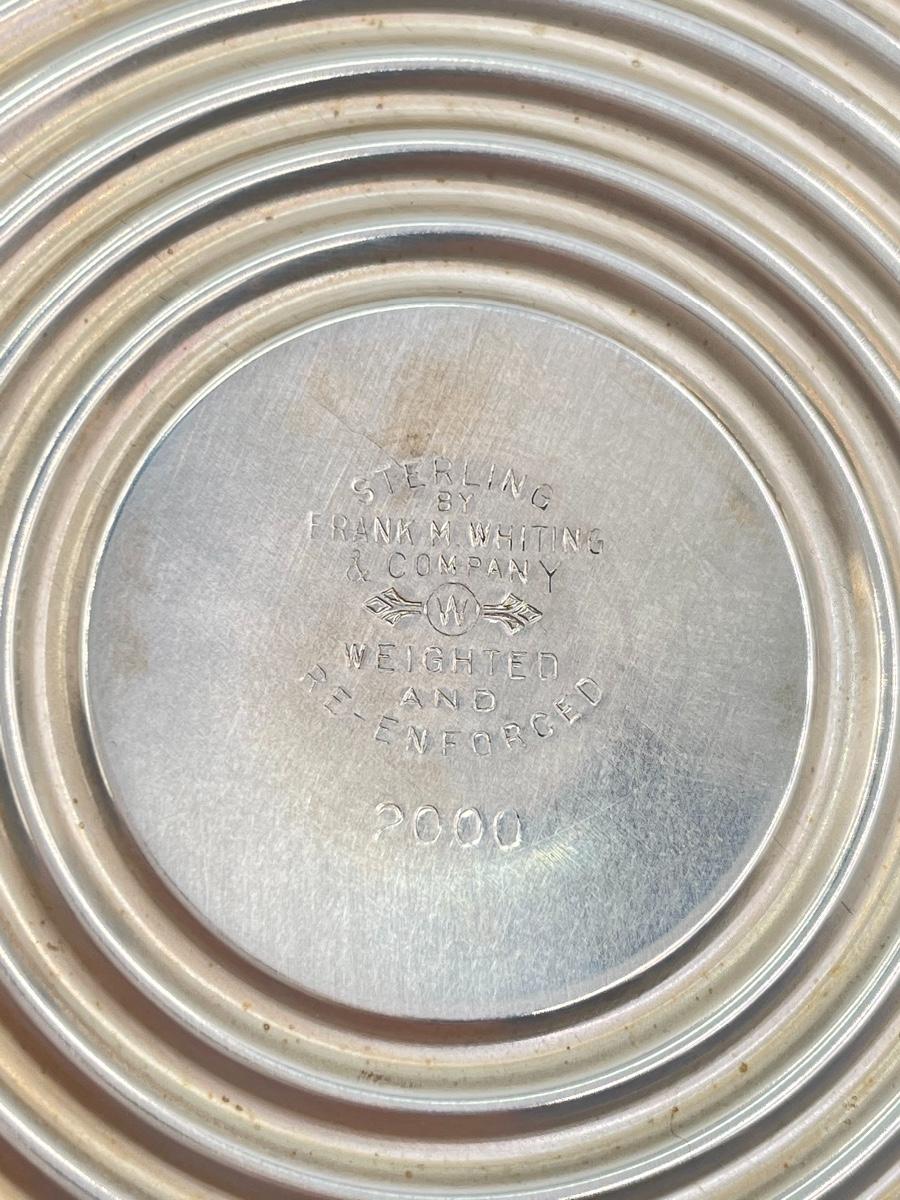 STERLING
BY
FRANK M. WHITING
& COMPANY
W
WEIGHTED
AND
RE-ENFORCED
2000